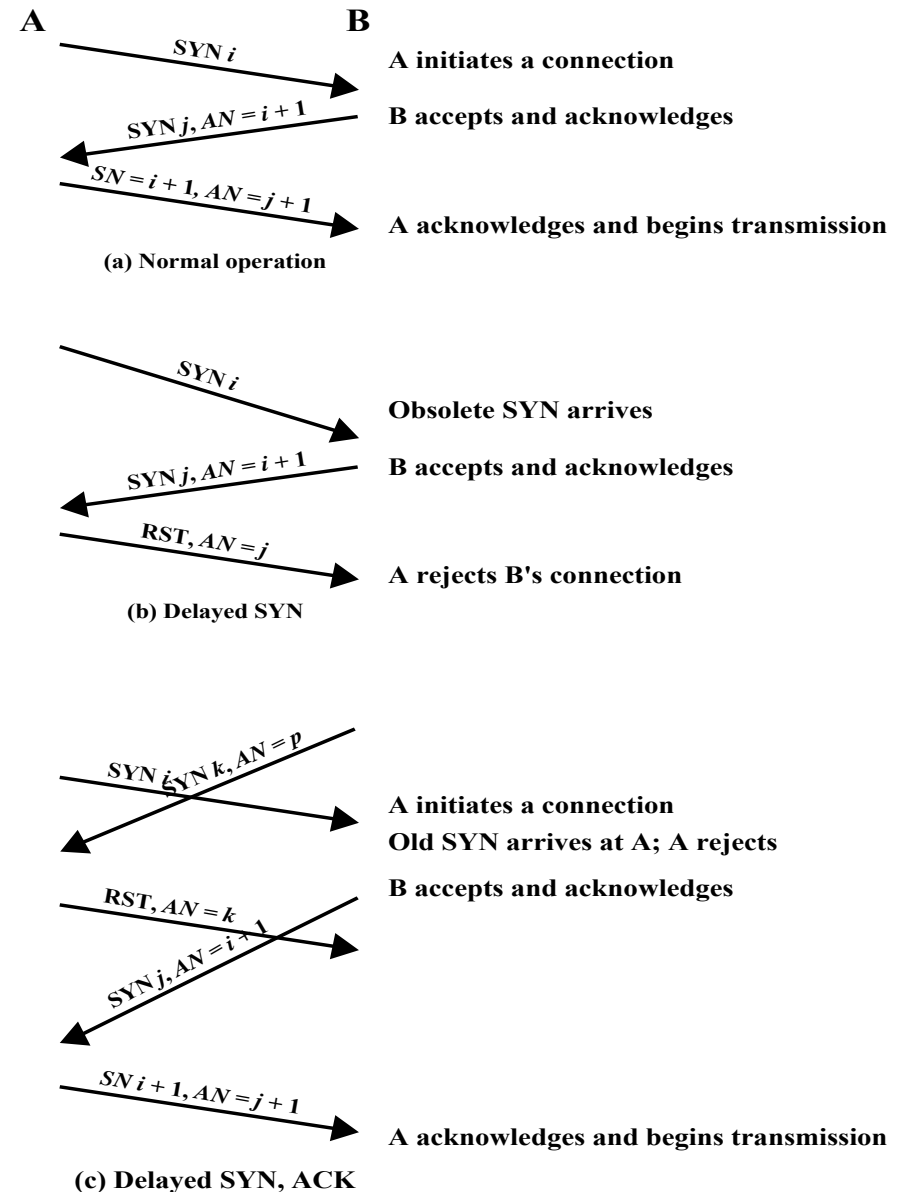 A
B
SYN i
A initiates a connection
SYN j, AN = i + 1
B accepts and acknowledges
SN = i + 1, AN = j + 1
A acknowledges and begins transmission
(a) Normal operation
SYN i
Obsolete SYN arrives
SYN j, AN = i + 1
B accepts and acknowledges
RST, AN = j
A rejects B's connection
(b) Delayed SYN
SYN k, AN = p
SYN i
A initiates a connection
Old SYN arrives at A; A rejects
B accepts and acknowledges
RST, AN = k
SYN j, AN = i + 1
SN i + 1, AN = j + 1
A acknowledges and begins transmission
(c) Delayed SYN, ACK